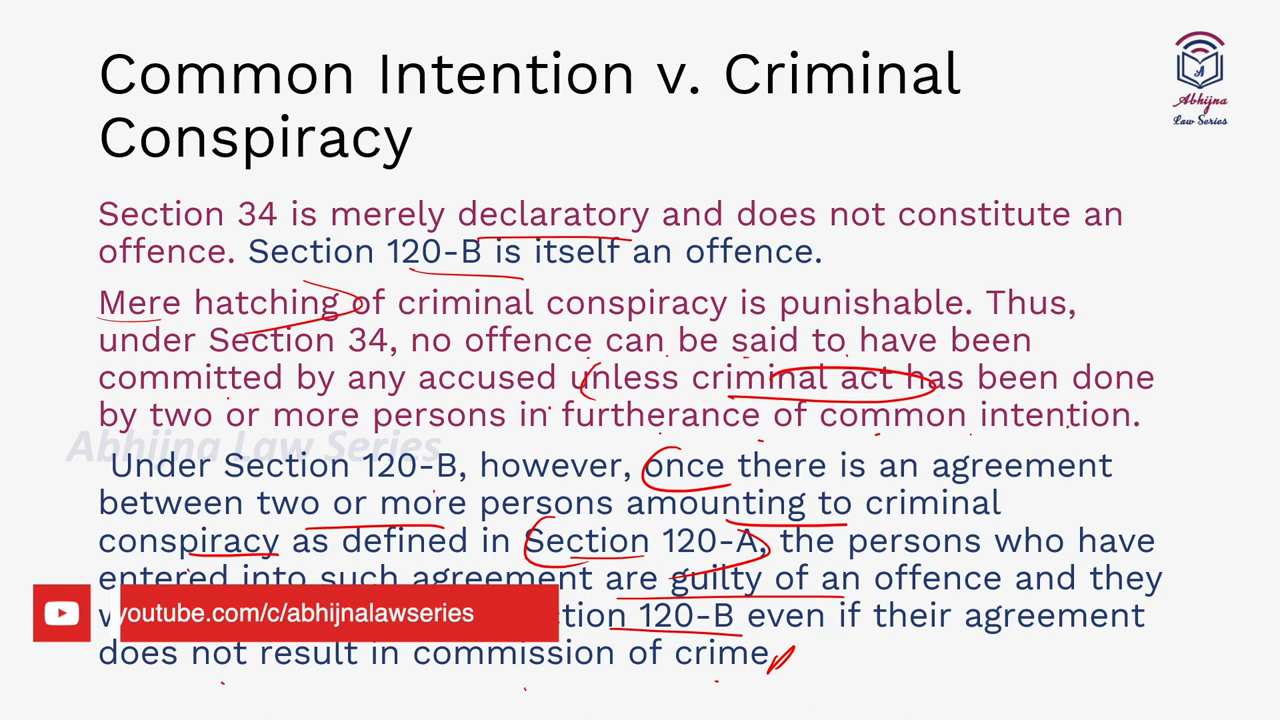 Common Intention v. Criminal
Conspiracy
Abhijna
Law Series
Section 34 is merely declaratory and does not constitute an
offence. Section 120-B is itself an offence.
Mere hatching of criminal conspiracy is punishable. Thus,
under Section 34, no offence can be said to have been
committed by any accused unless criminal act has been done
by two or more persons in furtherance of common intention.
Abhijna Law Series
Under Section 120-B, however, once there is an agreement
between two or more persons amounting to criminal
conspiracy as defined in Section 120-A, the persons who have
entered into such agreement are guilty of an offence and they
youtube.com/c/abhijnalawseries
120-B even if their agreement
does not result in commission of crime